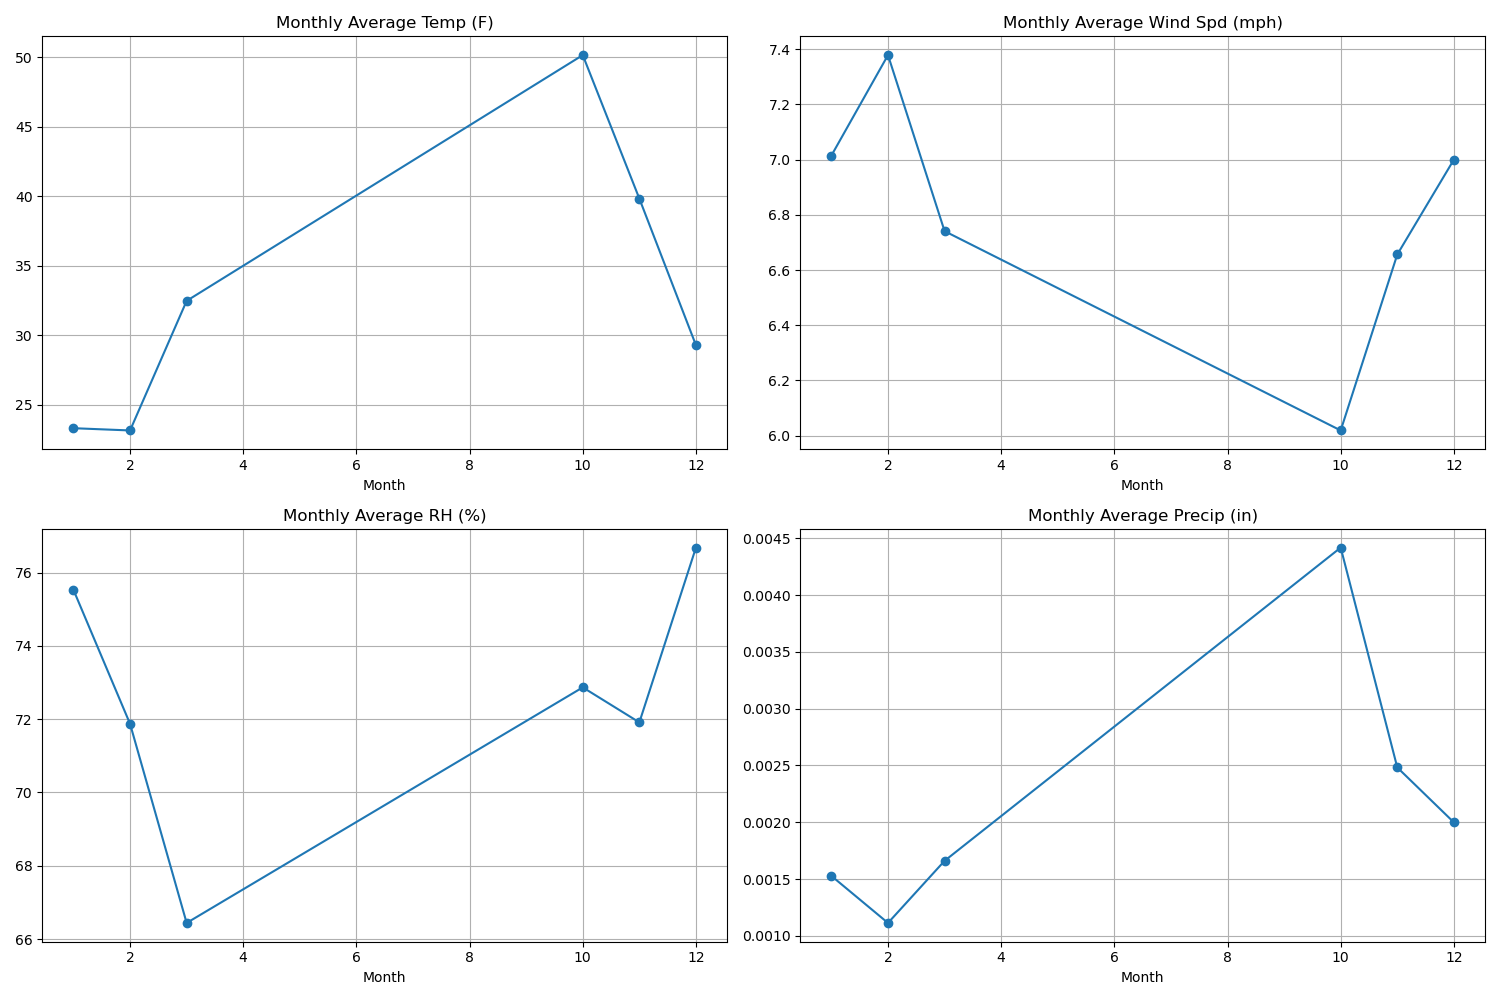 Monthly Average Temp (F)
50
45
40
35
30
25
2 4 6 8 10 12
Month
Monthly Average Wind Spd (mph)
7.4
7.2
7.0
6.8
6.6
6.4
6.2
6.0
2 4 6 8 10 12
Month
Monthly Average RH (%)
76
74
72
70
68
66
2 4 6 8 10 12
Month
Monthly Average Precip (in)
0.0045
0.0040
0.0035
0.0030
0.0025
0.0020
0.0015
0.0010
2 4 6 8 10 12
Month